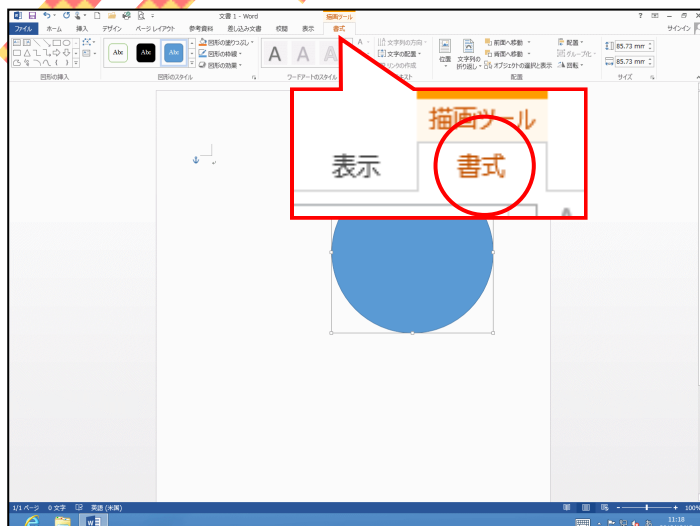 文書 1 - Word
描画ツール
サインイン
ファイル ホーム 挿入 デザイン ページ レイアウト 参考資料 差し込み文書 校閲 表示 書式
図形の塗りつぶし
図形の枠線
図形の効果
Abc Abc Abc
A A A
文字列の方向
文字の配置
リンクの作成
位置
文字列の
折り返し
前面へ移動
背面へ移動
オブジェクトの選択と表示
配置
グループ化
回転
85.73 mm
85.73 mm
図形の挿入 図形のスタイル ワードアートのスタイル キスト 配置 サイズ
描画ツール
表示 書式
1/1 ページ 0 文字 英語 (米国)
100%
11:18